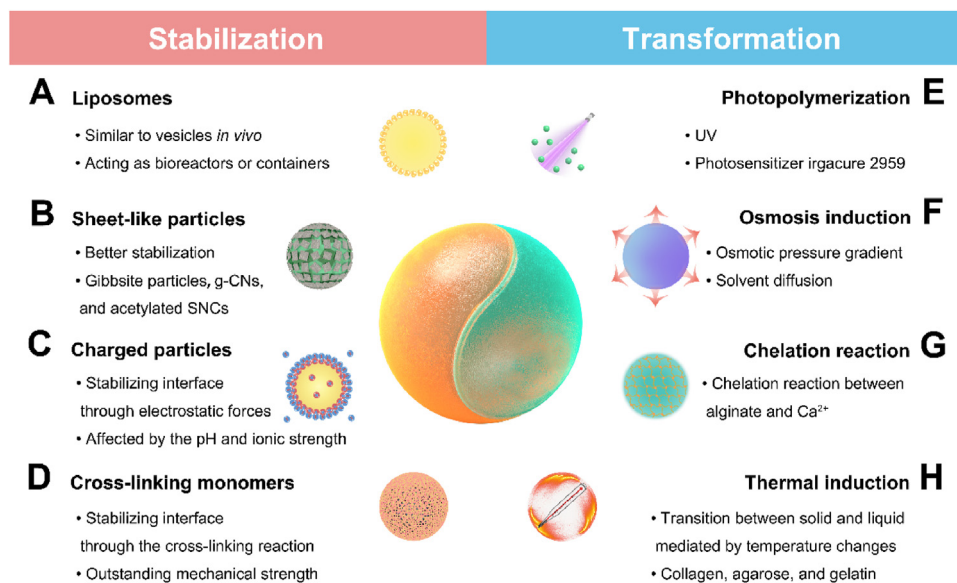 Stabilization
Transformation
A Liposomes
• Similar to vesicles in vivo
• Acting as bioreactors or containers
B Sheet-like particles
• Better stabilization
• Gibbsite particles, g-CNs,
and acetylated SNCs
C Charged particles
• Stabilizing interface
through electrostatic forces
• Affected by the pH and ionic strength
D Cross-linking monomers
• Stabilizing interface
through the cross-linking reaction
• Outstanding mechanical strength
Photopolymerization E
• UV
• Photosensitizer irgacure 2959
Osmosis induction F
• Osmotic pressure gradient
• Solvent diffusion
Chelation reaction G
• Chelation reaction between
alginate and Ca²⁺
Thermal induction H
• Transition between solid and liquid
mediated by temperature changes
• Collagen, agarose, and gelatin